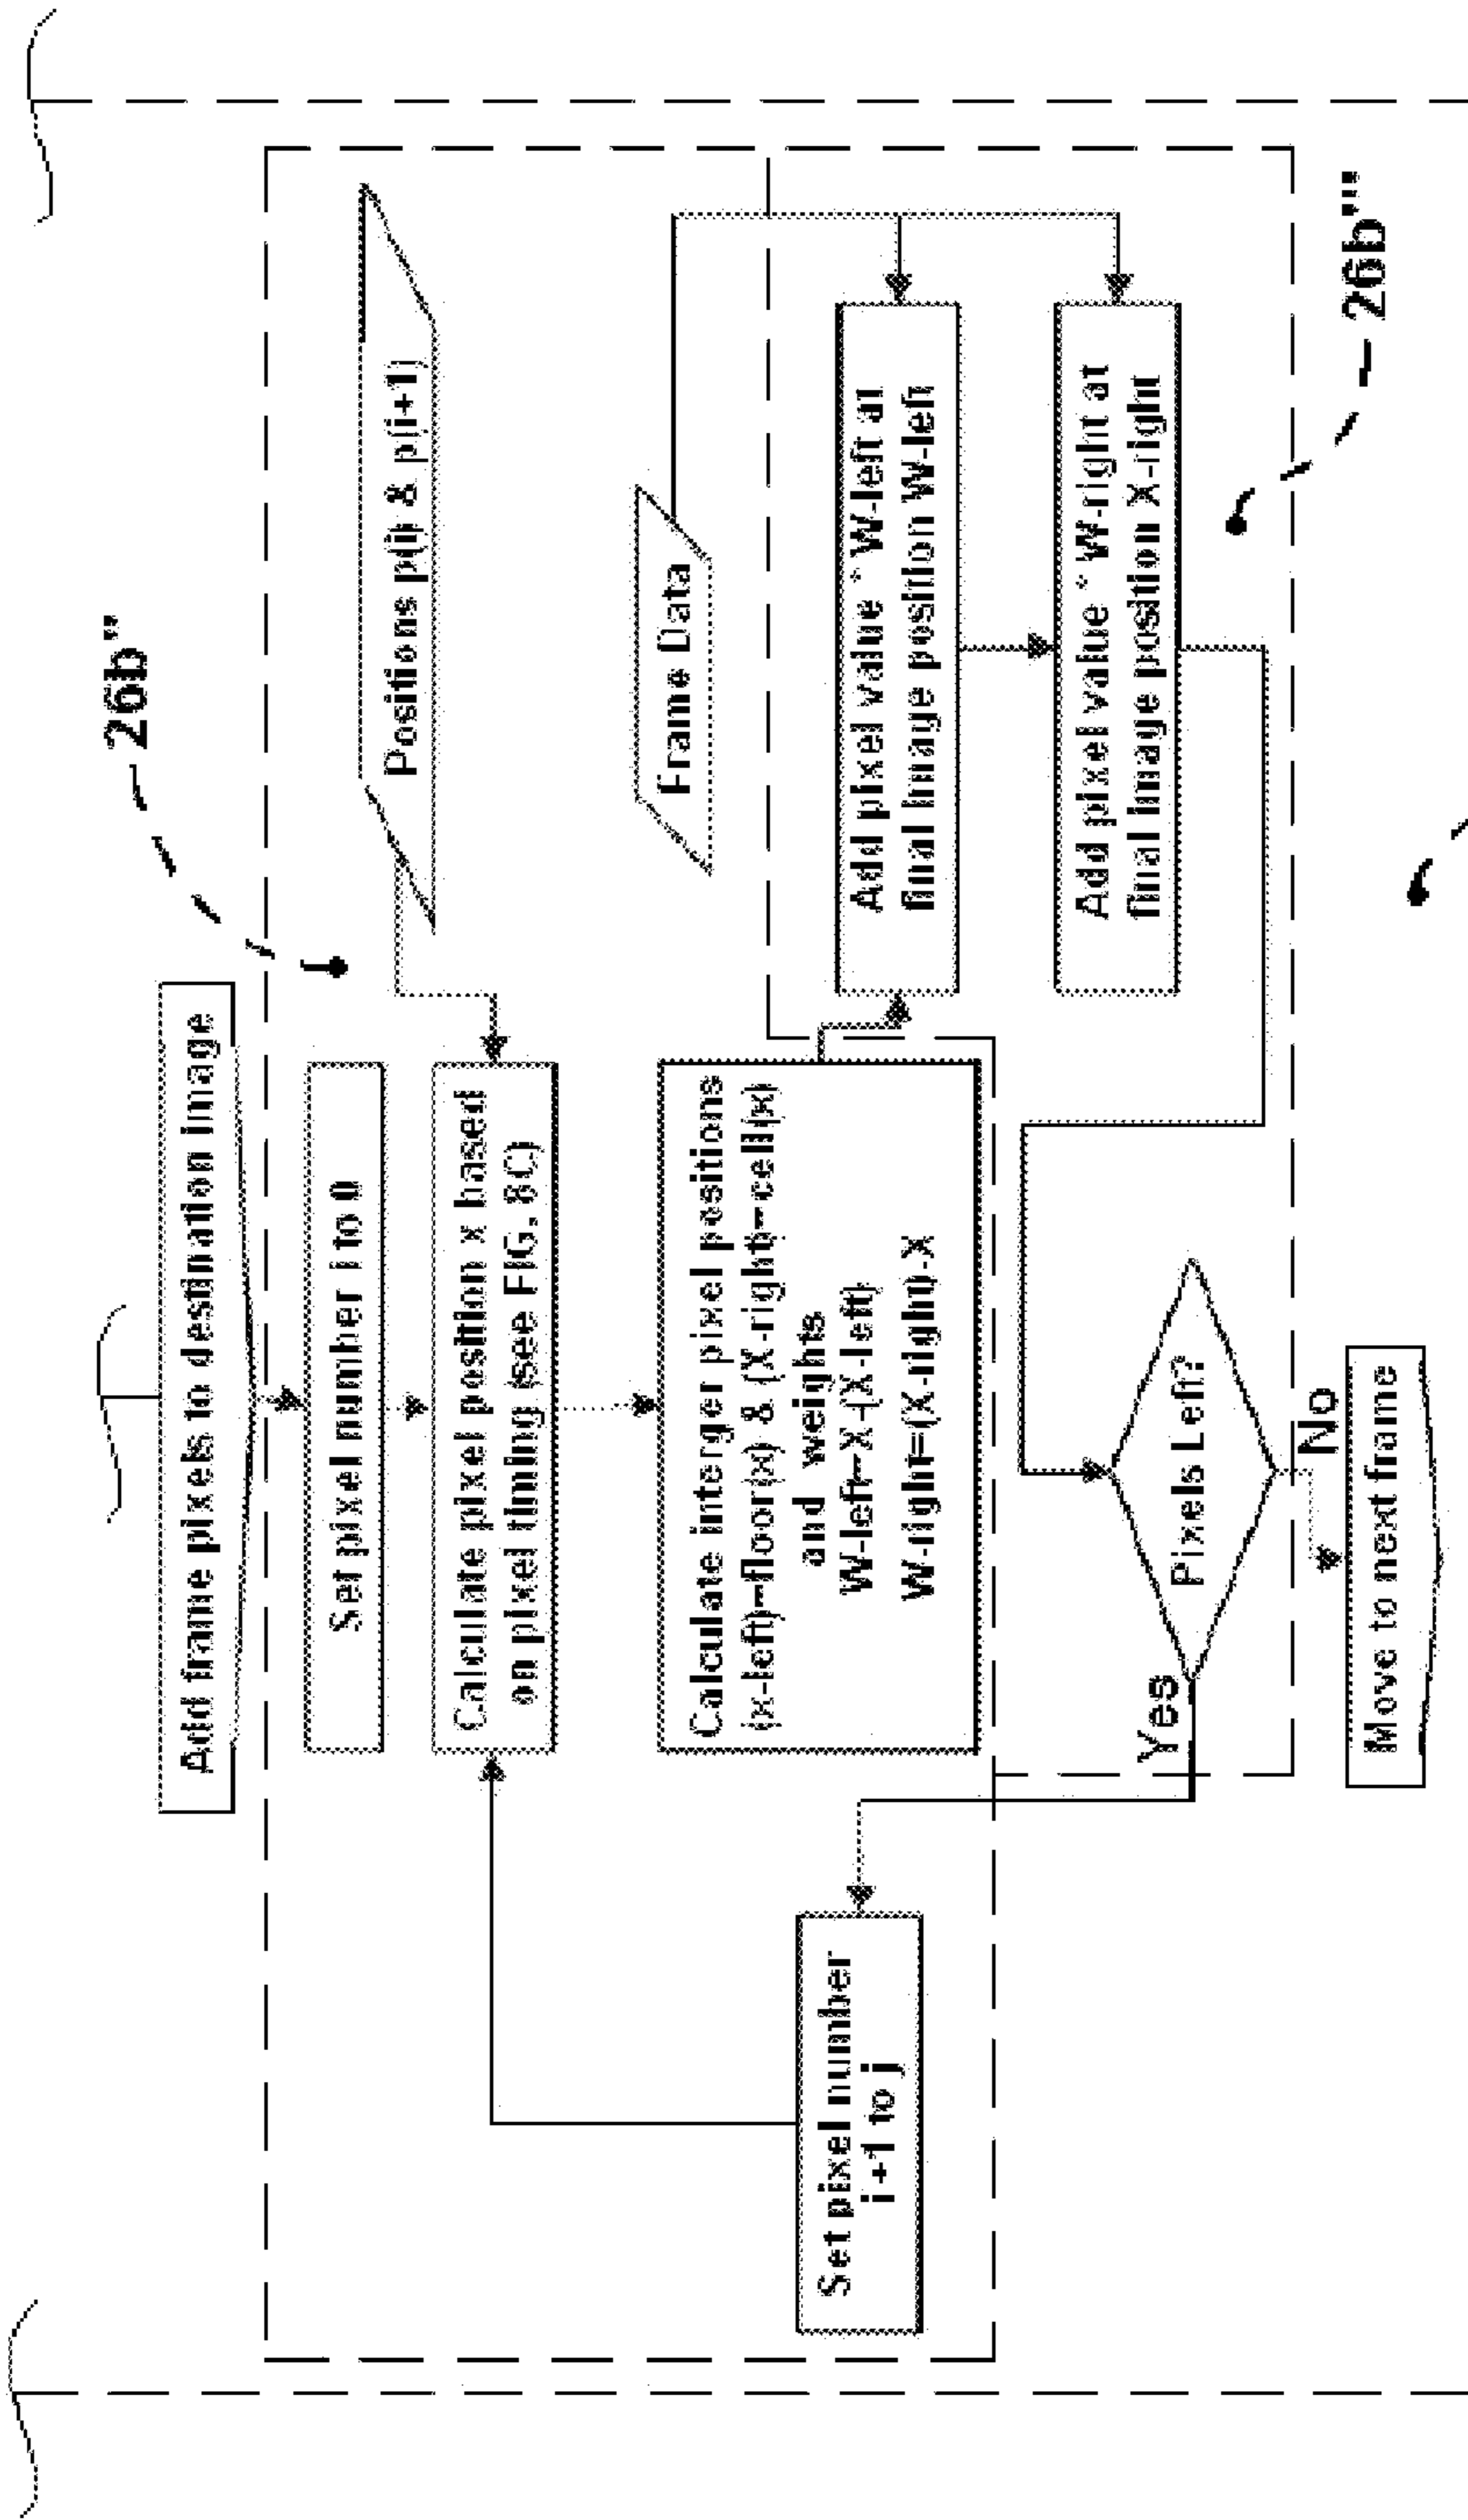 26b"
Add frame pixels to destination image
Set pixel number i to 0
Positions p(i) & p(i+1)
Calculate pixel position x based
on pixel timing (see FIG. 8C)
Frame Data
Calculate interger pixel positions
(x-left)=floor(x) & (X-right)=ceil(x)
and weights
W-left=X-(X-left)
W-right=(X-right)-X
Add pixel value * W-left at
final image position W-left
Add pixel value * W-right at
final image position X-right
Set pixel number
i+1 to j
Yes
Pixels Left?
No
Move to next frame
26b'''